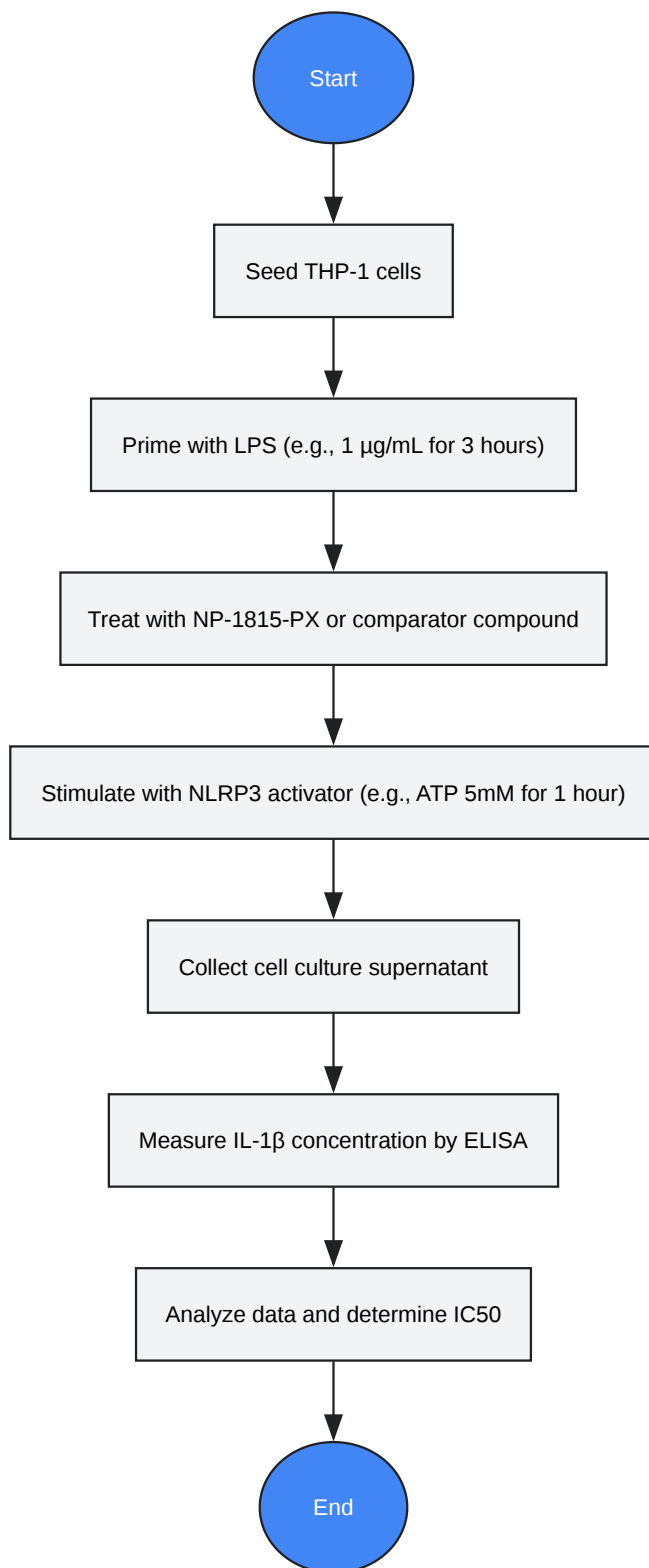 Start
Seed THP-1 cells
Prime with LPS (e.g., 1 µg/mL for 3 hours)
Treat with NP-1815-PX or comparator compound
Stimulate with NLRP3 activator (e.g., ATP 5mM for 1 hour)
Collect cell culture supernatant
Measure IL-1β concentration by ELISA
Analyze data and determine IC50
End